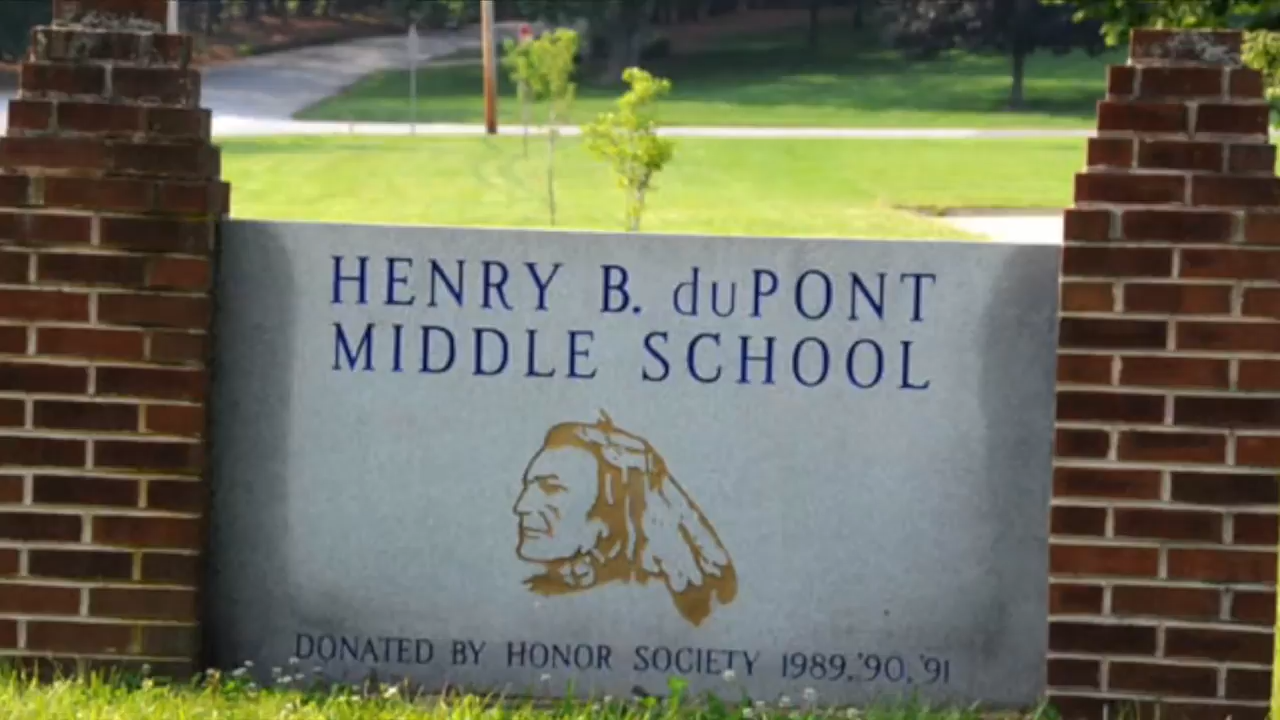 HENRY B. duPONT
MIDDLE SCHOOL
DONATED BY HONOR SOCIETY 1989,'90,'91